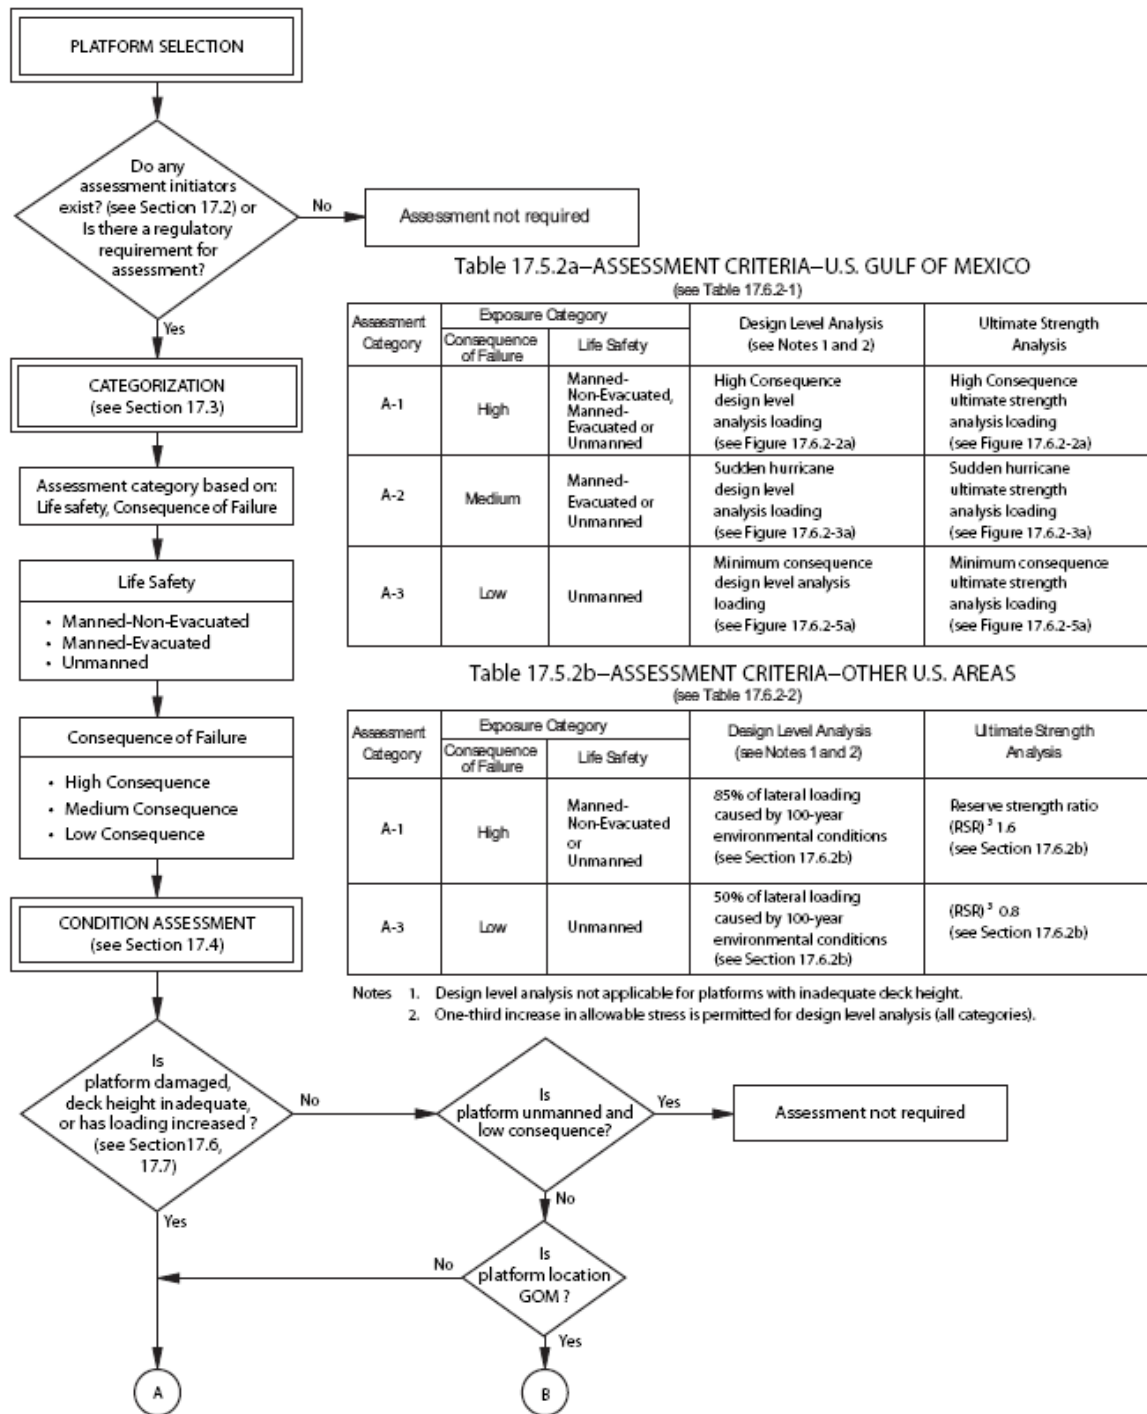 PLATFORM SELECTION
Do any
assessment initiators
exist? (see Section 17.2) or
Is there a regulatory
requirement for
assessment?
No
Assessment not required
Yes
CATEGORIZATION
(see Section 17.3)
Assessment category based on:
Life safety, Consequence of Failure
Life Safety
• Manned-Non-Evacuated
• Manned-Evacuated
• Unmanned
Consequence of Failure
• High Consequence
• Medium Consequence
• Low Consequence
CONDITION ASSESSMENT
(see Section 17.4)
Table 17.5.2a–ASSESSMENT CRITERIA–U.S. GULF OF MEXICO
(see Table 17.6.2-1)
Assessment
Category
Exposure Category
Consequence
of Failure
Life Safety
Design Level Analysis
(see Notes 1 and 2)
Ultimate Strength
Analysis
A-1
High
Manned-
Non-Evacuated,
Manned-
Evacuated or
Unmanned
High Consequence
design level
analysis loading
(see Figure 17.6.2-2a)
High Consequence
ultimate strength
analysis loading
(see Figure 17.6.2-2a)
A-2
Medium
Manned-
Evacuated or
Unmanned
Sudden hurricane
design level
analysis loading
(see Figure 17.6.2-3a)
Sudden hurricane
ultimate strength
analysis loading
(see Figure 17.6.2-3a)
A-3
Low
Unmanned
Minimum consequence
design level analysis
loading
(see Figure 17.6.2-5a)
Minimum consequence
ultimate strength
analysis loading
(see Figure 17.6.2-5a)
Table 17.5.2b–ASSESSMENT CRITERIA–OTHER U.S. AREAS
(see Table 17.6.2-2)
Assessment
Category
Exposure Category
Consequence
of Failure
Life Safety
Design Level Analysis
(see Notes 1 and 2)
Ultimate Strength
Analysis
A-1
High
Manned-
Non-Evacuated
or
Unmanned
85% of lateral loading
caused by 100-year
environmental conditions
(see Section 17.6.2b)
Reserve strength ratio
(RSR) ³ 1.6
(see Section 17.6.2b)
A-3
Low
Unmanned
50% of lateral loading
caused by 100-year
environmental conditions
(see Section 17.6.2b)
(RSR) ³ 0.8
(see Section 17.6.2b)
Notes 1. Design level analysis not applicable for platforms with inadequate deck height.
2. One-third increase in allowable stress is permitted for design level analysis (all categories).
Is
platform damaged,
deck height inadequate,
or has loading increased ?
(see Section17.6,
17.7)
No
Is
platform unmanned and
low consequence?
Yes
Assessment not required
No
Yes
Is
platform location
GOM ?
No
Yes
A
B